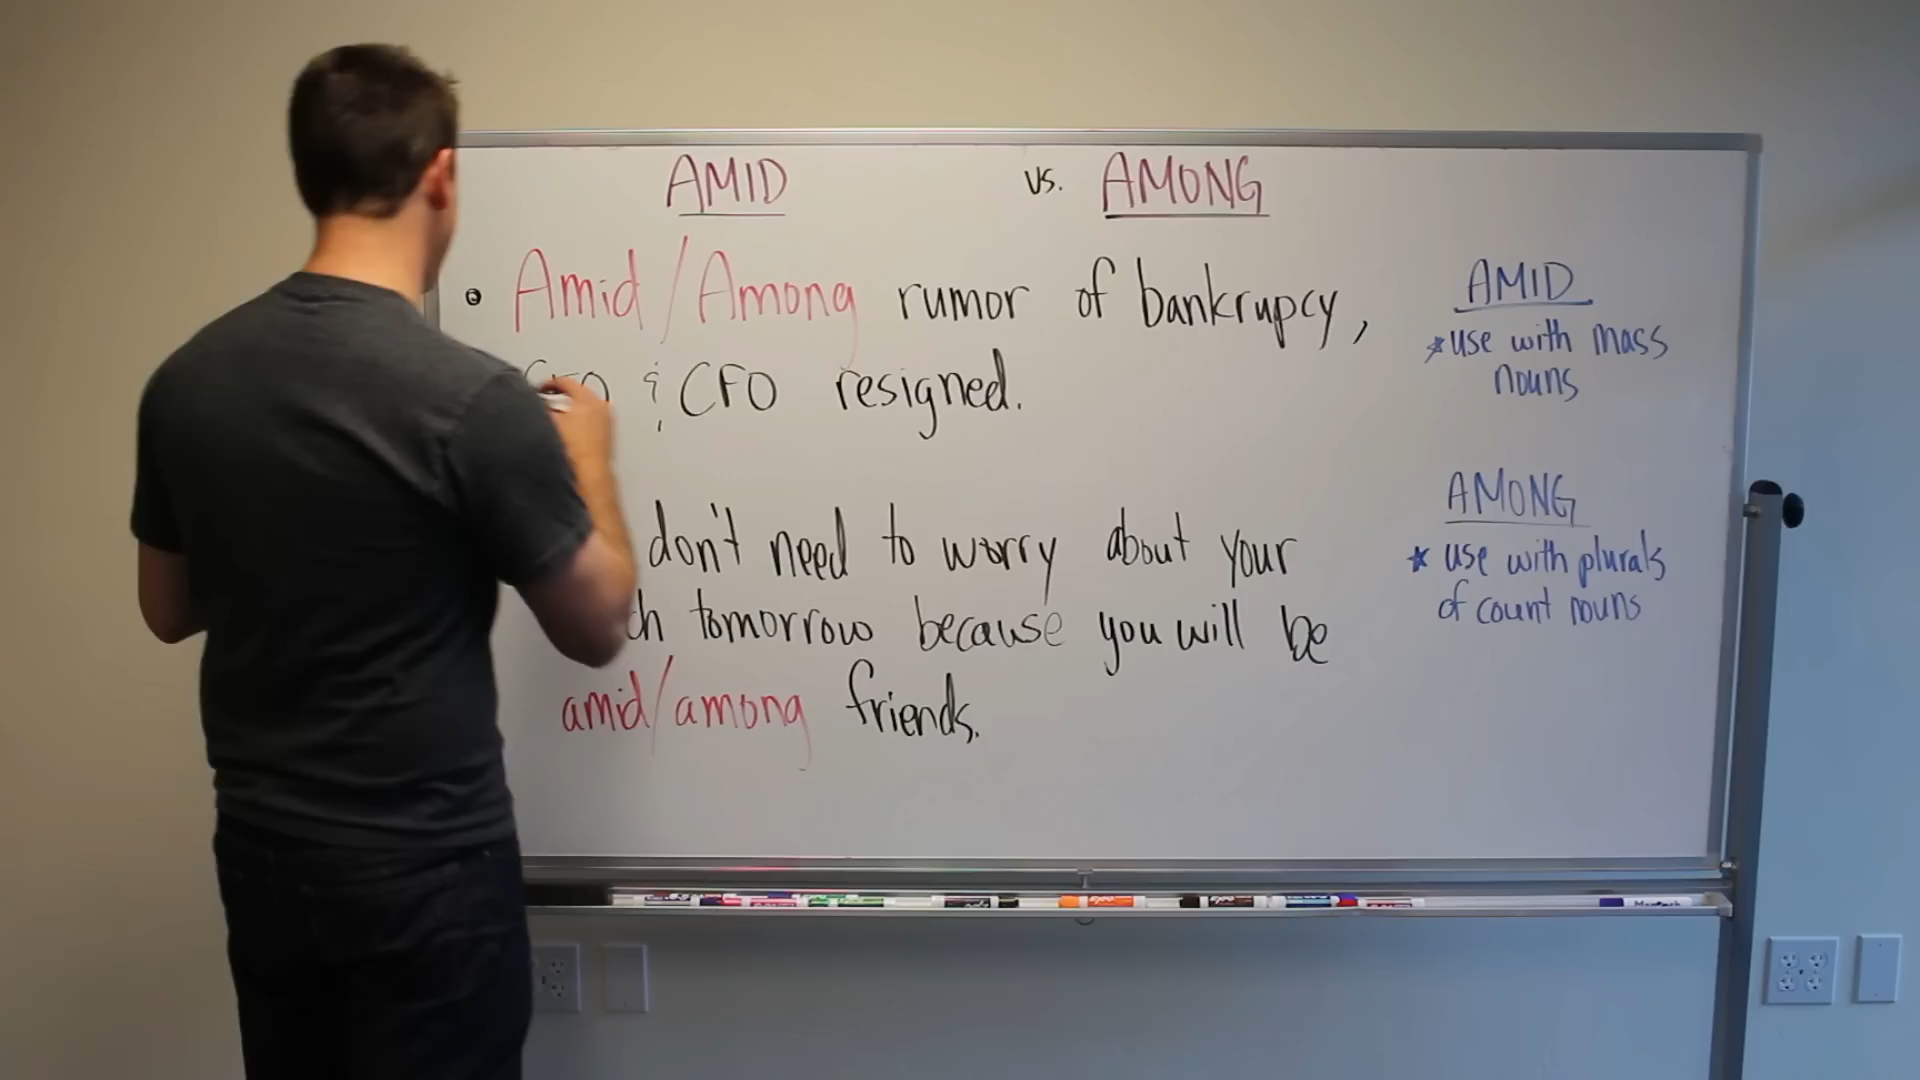 AMID vs. AMONG
Amid/Among rumor of bankrupcy,
& CFO resigned.
don't need to worry about your
tomorrow because you will be
amid/among friends.
AMID
*use with mass
nouns
AMONG
* use with plurals
of count nouns